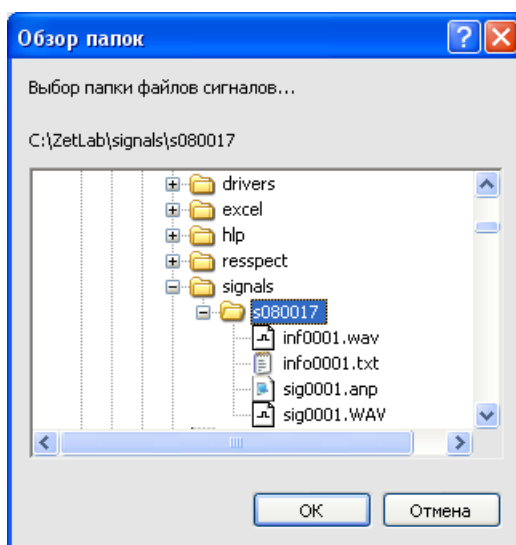 Обзор папок
Выбор папки файлов сигналов...
C:\ZetLab\signals\s080017
drivers
excel
hlp
resspect
signals
s080017
inf0001.wav
info0001.txt
sig0001.anp
sig0001.WAV
OK
Отмена